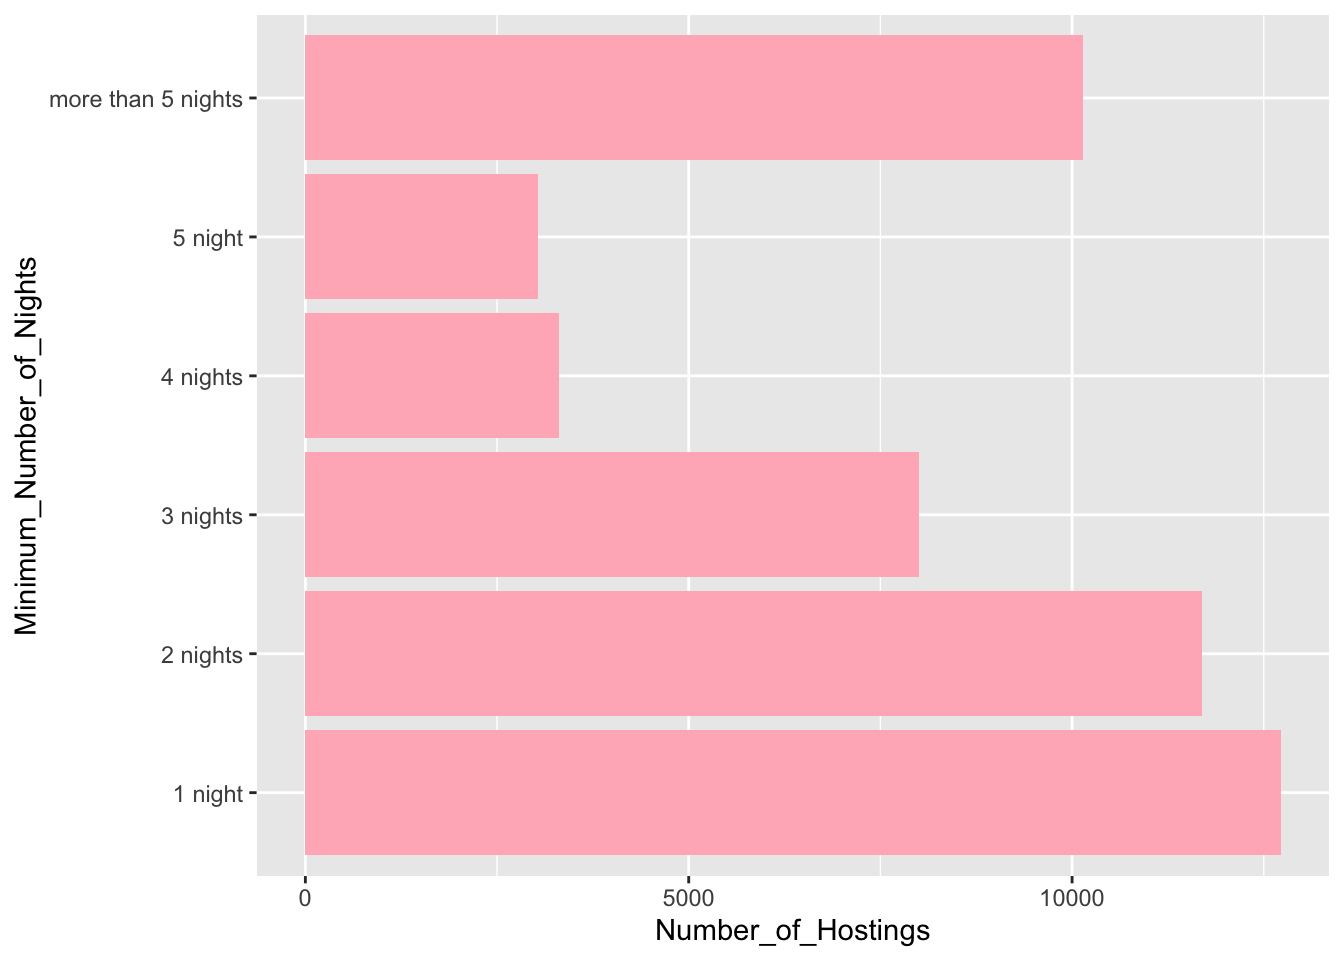 more than 5 nights
5 night
4 nights
3 nights
2 nights
1 night
Minimum_Number_of_Nights
0 5000 10000
Number_of_Hostings